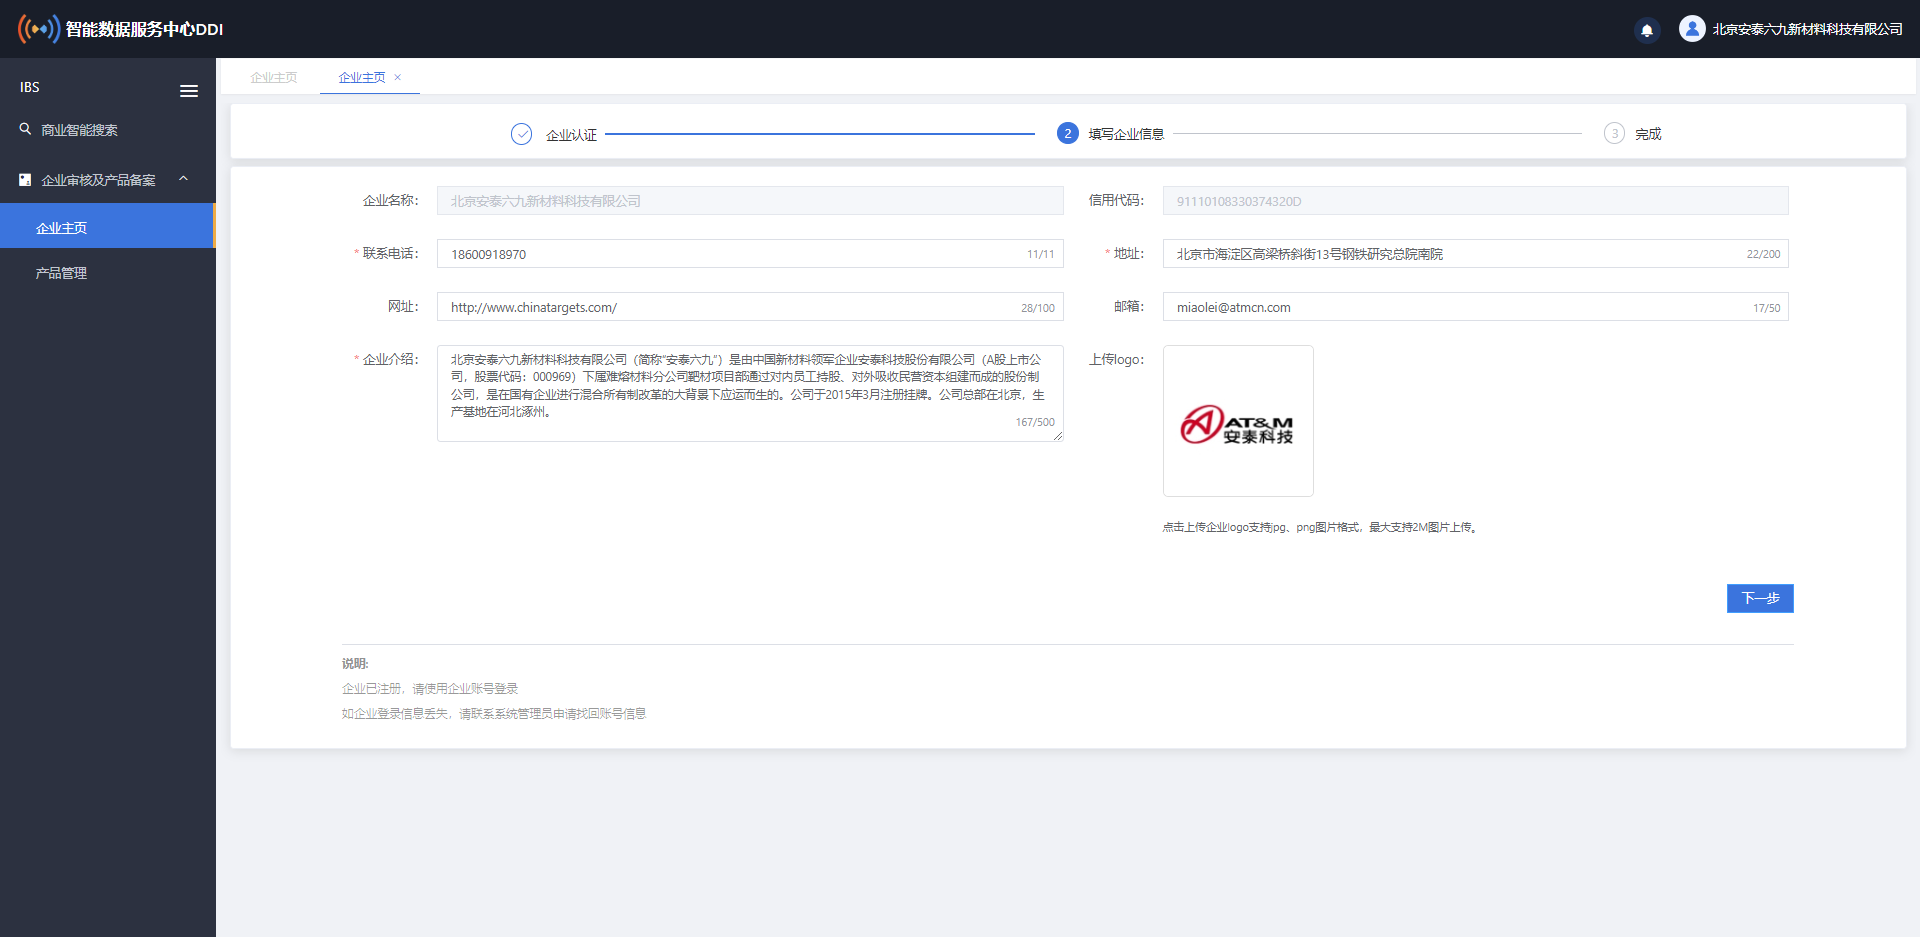 智能数据服务中心DDI
北京安泰六九新材料科技有限公司
IBS
商业智能搜索
企业审核及产品备案
企业主页
产品管理
企业主页
企业主页 ×
企业认证
2 填写企业信息
3 完成
企业名称：
北京安泰六九新材料科技有限公司
信用代码：
91110108330374320D
* 联系电话：
18600918970
11/11
* 地址：
北京市海淀区高梁桥斜街13号钢铁研究总院南院
22/200
网址：
http://www.chinatargets.com/
28/100
邮箱：
miaolei@atmcn.com
17/50
* 企业介绍：
北京安泰六九新材料科技有限公司（简称“安泰六九”）是由中国新材料领军企业安泰科技股份有限公司（A股上市公
司，股票代码：000969）下属难熔材料分公司靶材项目部通过对内员工持股、对外吸收民营资本组建而成的股份制
公司，是在国有企业进行混合所有制改革的大背景下应运而生的。公司于2015年3月注册挂牌。公司总部在北京，生
产基地在河北涿州。
167/500
上传logo：
AT&M
安泰科技
点击上传企业logo支持jpg、png图片格式，最大支持2M图片上传。
下一步
说明:
企业已注册，请使用企业账号登录
如企业登录信息丢失，请联系系统管理员申请找回账号信息